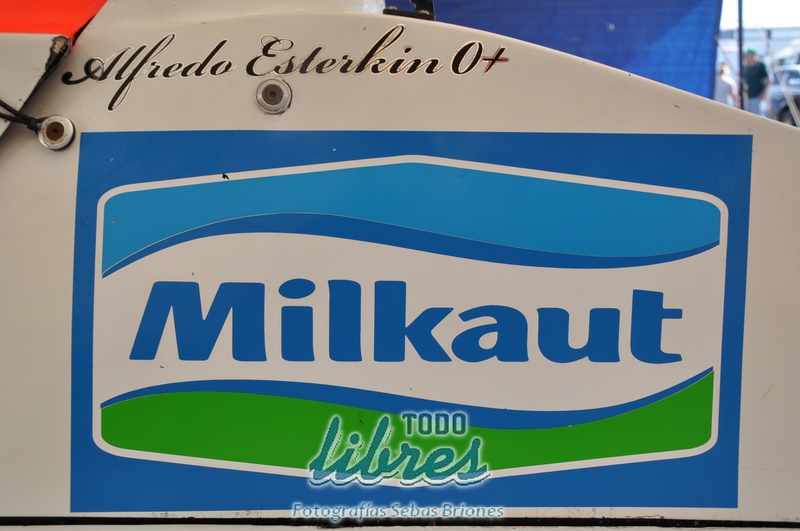 Alfredo Esterkin 0+
Milkaut
TODO
libres
Fotografías Sebas Briones